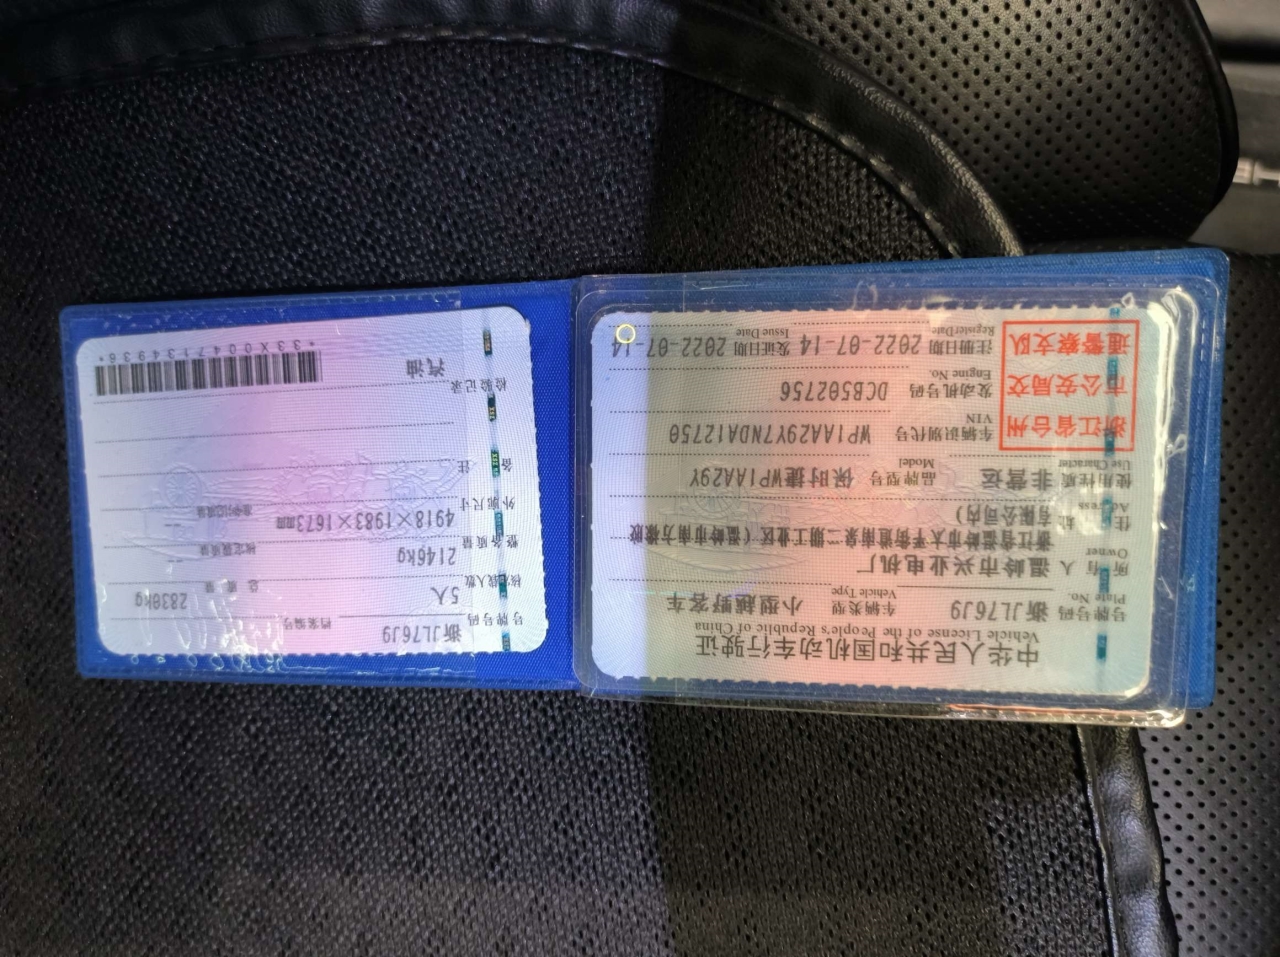 中华人民共和国机动车行驶证
Vehicle License of the People's Republic of China
号牌号码 浙JL76J9 车辆类型 小型越野客车
Plate No. Vehicle Type
所有人 温岭市兴业电机厂
Owner
住址 浙江省温岭市太平街道南泉二期工业区（温岭市南方橡胶
Address 有限公司内）
使用性质 非营运 品牌型号 保时捷WP1AA29Y
Use Character Model
浙江省台州
市公安局交
通警察支队
车辆识别代号 WP1AA29Y7NDA12750
VIN
发动机号码 DCB502756
Engine No.
注册日期 2022-07-14 发证日期 2022-07-14
Register Date Issue Date
号牌号码 浙JL76J9 档案编号
核定载人数 5人 总质量 2830kg
整备质量 2146kg 核定载质量 --
外廓尺寸 4918×1983×1673mm 准牵引总质量 --
备注
检验记录
汽油
*33X0047134936*